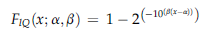 F_{IQ}(x; α, β) = 1 − 2^{(−10^{(β(x−α))})}